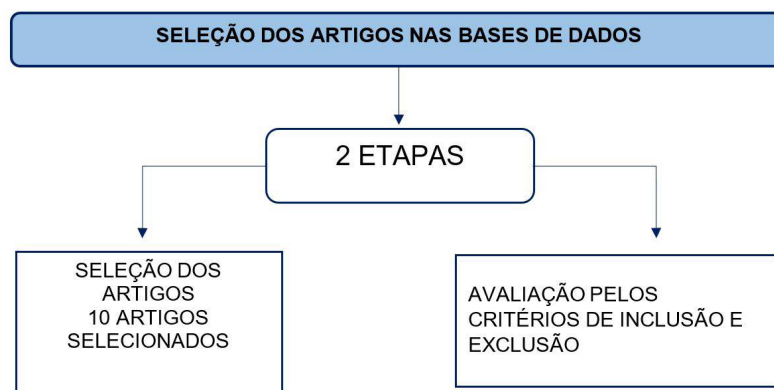 SELEÇÃO DOS ARTIGOS NAS BASES DE DADOS
2 ETAPAS
SELEÇÃO DOS
ARTIGOS
10 ARTIGOS
SELECIONADOS
AVALIAÇÃO PELOS
CRITÉRIOS DE INCLUSÃO E
EXCLUSÃO